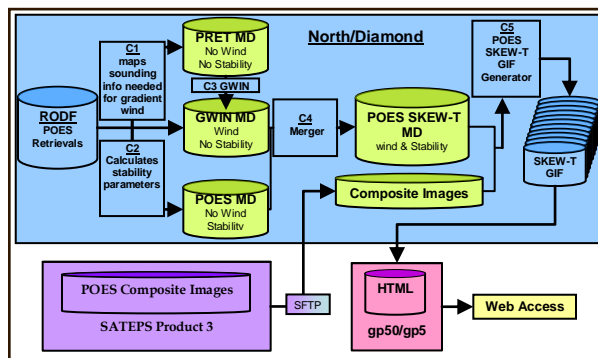 North/Diamond
C1
maps
sounding
info needed
for gradient
wind
PRET MD
No Wind
No Stability
C3 GWIN
C5
POES
SKEW-T
GIF
Generator
RODF
POES
Retrievals
GWIN MD
Wind
No Stability
C4
Merger
POES SKEW-T
MD
wind & Stability
C2
Calculates
stability
parameters
POES MD
No Wind
Stability
Composite Images
SKEW-T
GIF
POES Composite Images
SATEPS Product 3
SFTP
HTML
gp50/gp5
Web Access